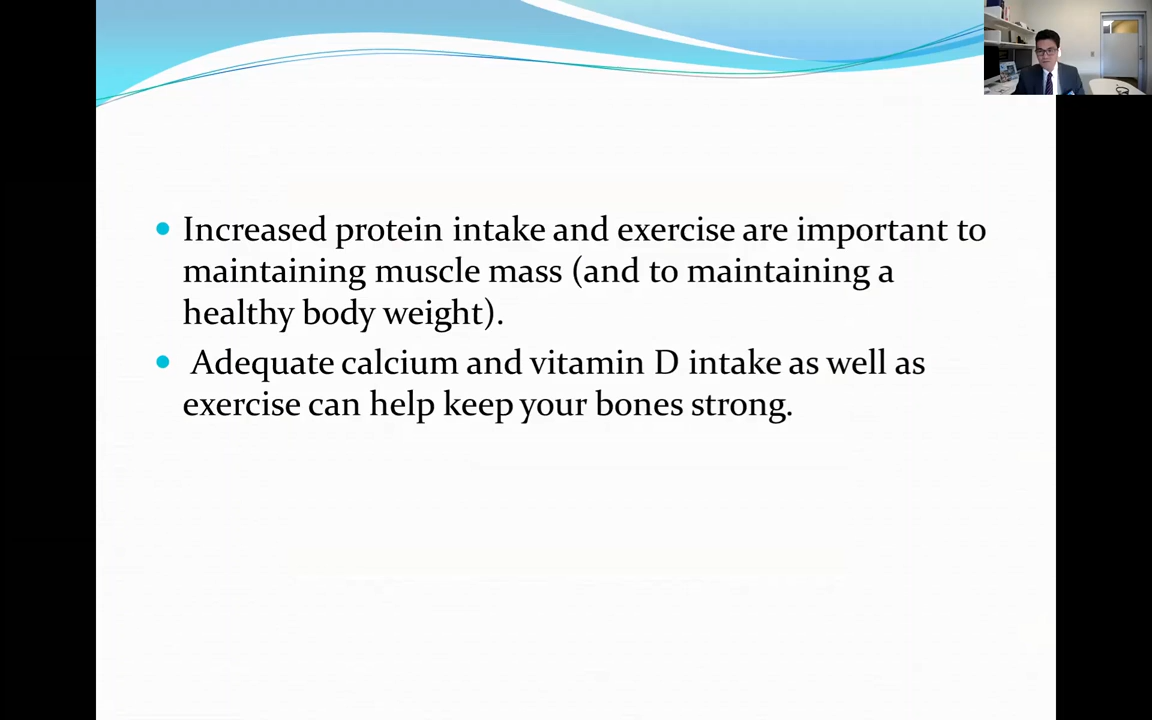 Increased protein intake and exercise are important to
maintaining muscle mass (and to maintaining a
healthy body weight).
Adequate calcium and vitamin D intake as well as
exercise can help keep your bones strong.